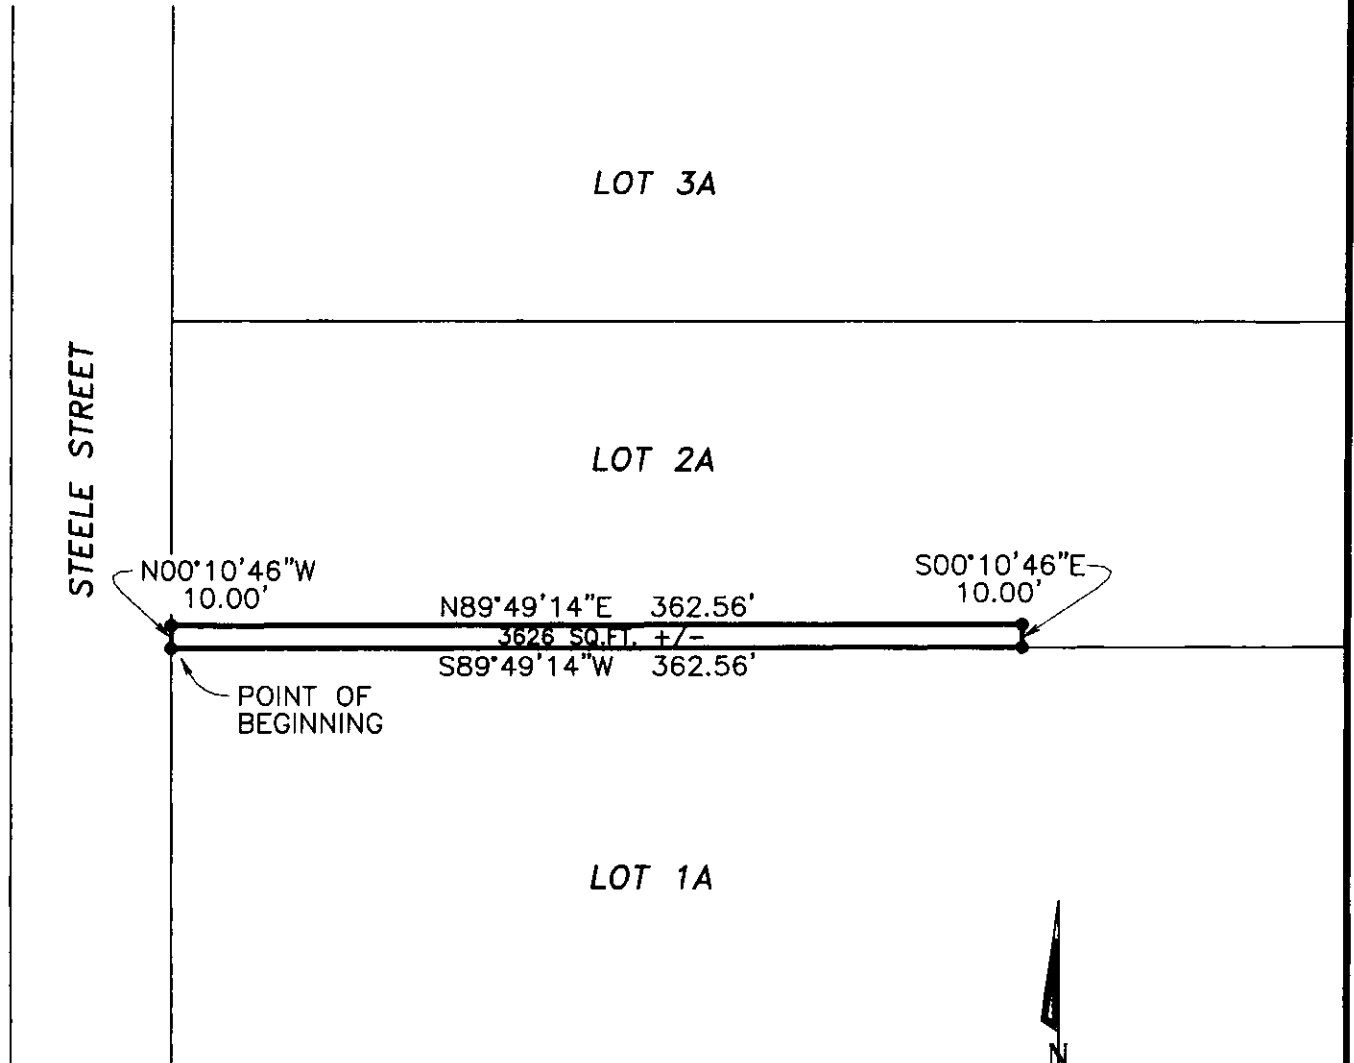 LOT 3A
STEELE STREET
LOT 2A
N00°10'46"W
10.00'
S00°10'46"E
10.00'
N89°49'14"E 362.56'
3626 SQ.FT. +/-
S89°49'14"W 362.56'
POINT OF
BEGINNING
LOT 1A
N